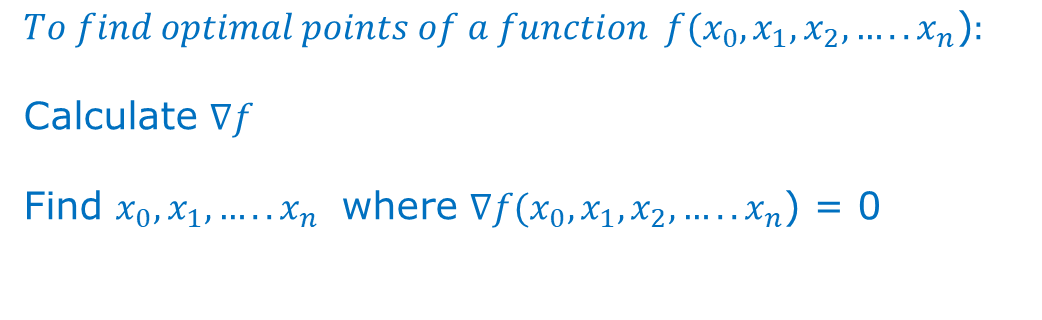 To find optimal points of a function f(x₀, x₁, x₂, ….. xₙ):
Calculate ∇f
Find x₀, x₁, ….. xₙ where ∇f(x₀, x₁, x₂, ….. xₙ) = 0